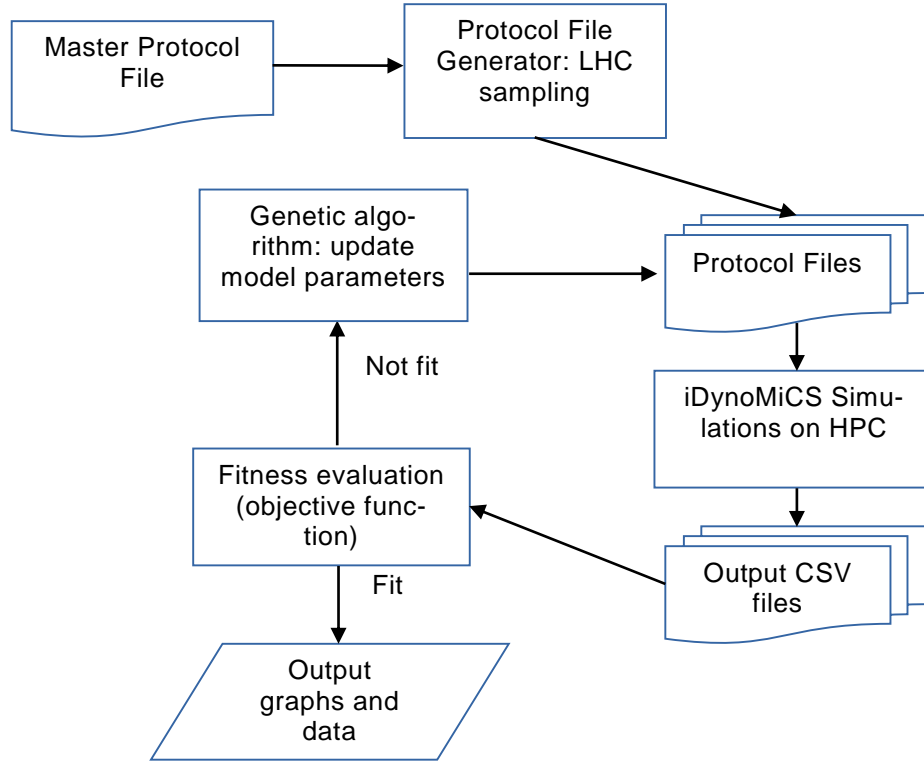 Master Protocol
File
Protocol File
Generator: LHC
sampling
Genetic algo-
rithm: update
model parameters
Protocol Files
Not fit
iDynoMiCS Simu-
lations on HPC
Fitness evaluation
(objective func-
tion)
Output CSV
files
Fit
Output
graphs and
data